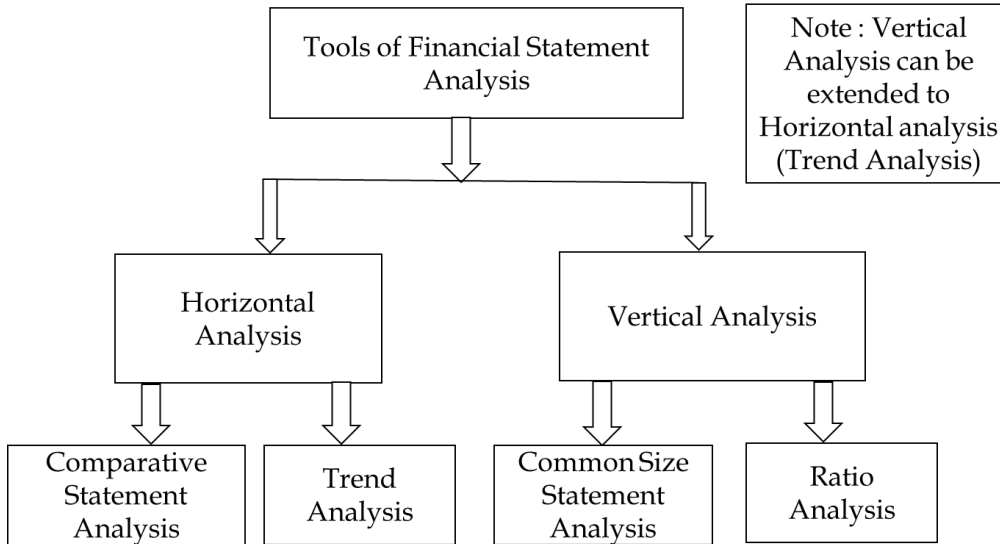 Tools of Financial Statement
Analysis
Note : Vertical
Analysis can be
extended to
Horizontal analysis
(Trend Analysis)
Horizontal
Analysis
Vertical Analysis
Comparative
Statement
Analysis
Trend
Analysis
Common Size
Statement
Analysis
Ratio
Analysis